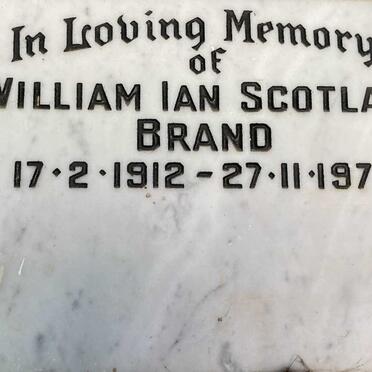 In Loving Memory
of
WILLIAM IAN SCOTLA
BRAND
17·2·1912 - 27·11·197